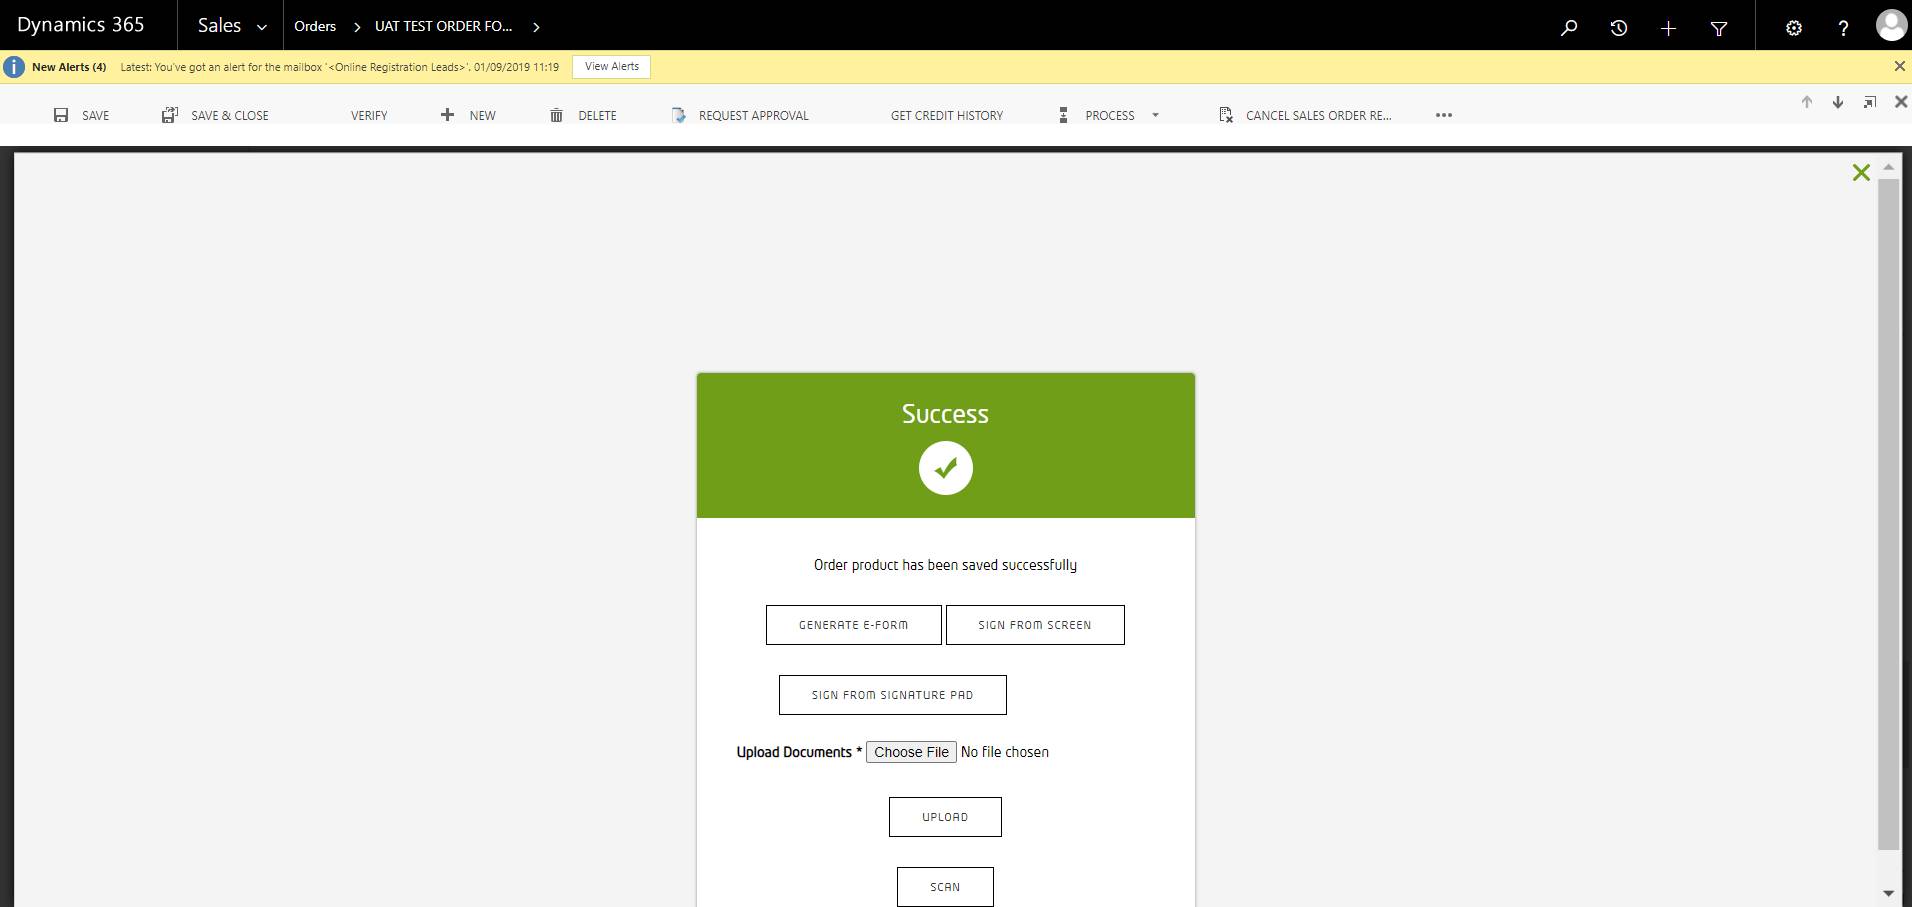 Dynamics 365 Sales Orders UAT TEST ORDER FO...
New Alerts (4) Latest: You've got an alert for the mailbox '<Online Registration Leads>'. 01/09/2019 11:19 View Alerts
SAVE SAVE & CLOSE VERIFY NEW DELETE REQUEST APPROVAL GET CREDIT HISTORY PROCESS CANCEL SALES ORDER RE... •••
Success
Order product has been saved successfully
GENERATE E-FORM SIGN FROM SCREEN
SIGN FROM SIGNATURE PAD
Upload Documents * Choose File No file chosen
UPLOAD
SCAN